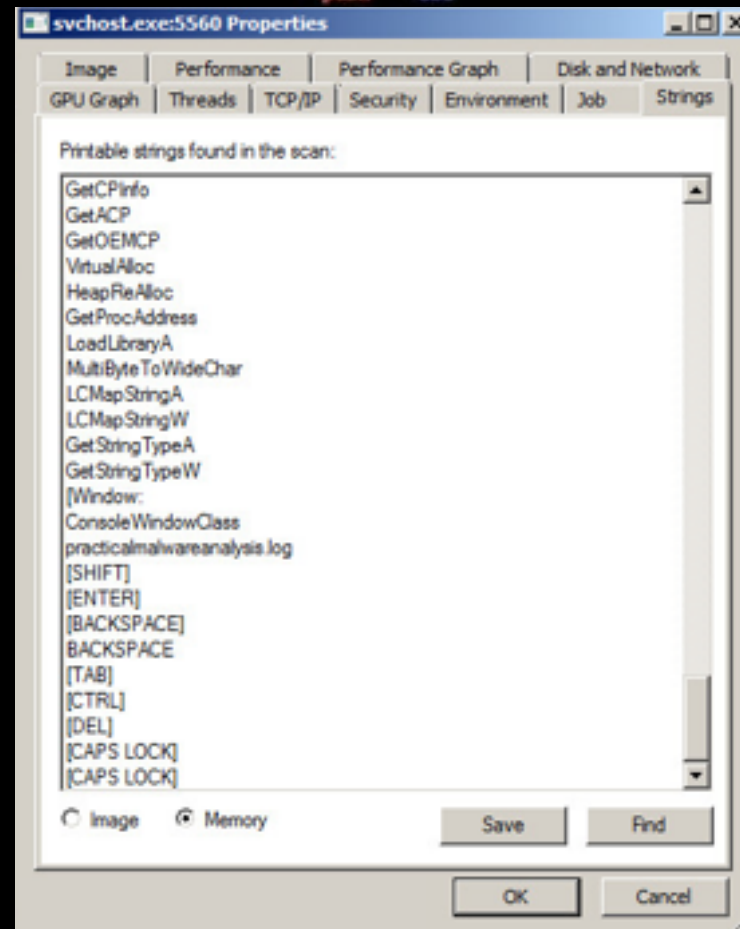 svchost.exe:5560 Properties
Image Performance Performance Graph Disk and Network
GPU Graph Threads TCP/IP Security Environment Job Strings
Printable strings found in the scan:
GetCPInfo
GetACP
GetOEMCP
VirtualAlloc
HeapReAlloc
GetProcAddress
LoadLibraryA
MultiByteToWideChar
LCMapStringA
LCMapStringW
GetStringTypeA
GetStringTypeW
[Window:
ConsoleWindowClass
practicalmalwareanalysis.log
[SHIFT]
[ENTER]
[BACKSPACE]
BACKSPACE
[TAB]
[CTRL]
[DEL]
[CAPS LOCK]
[CAPS LOCK]
Image Memory Save Find
OK Cancel